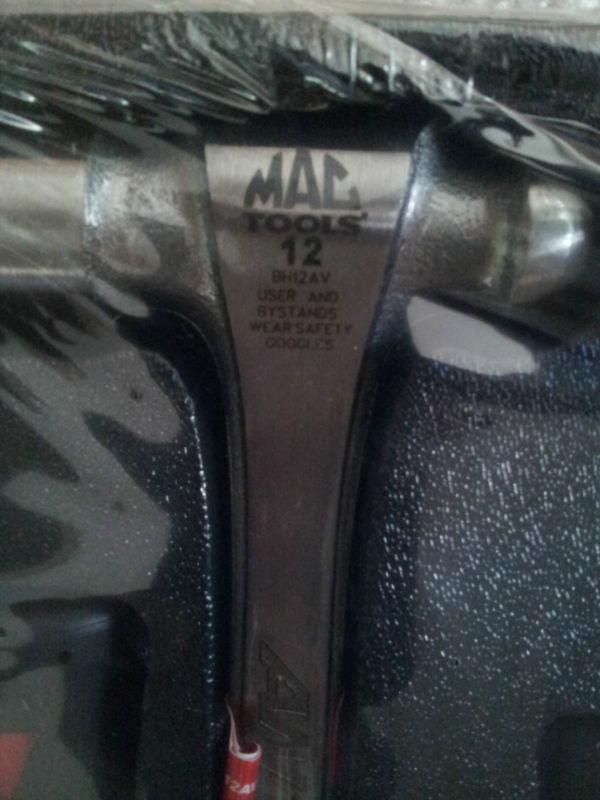 MAC
TOOLS
12
BH12AV
USER AND
BYSTANDS
WEAR SAFETY
GOGGLES